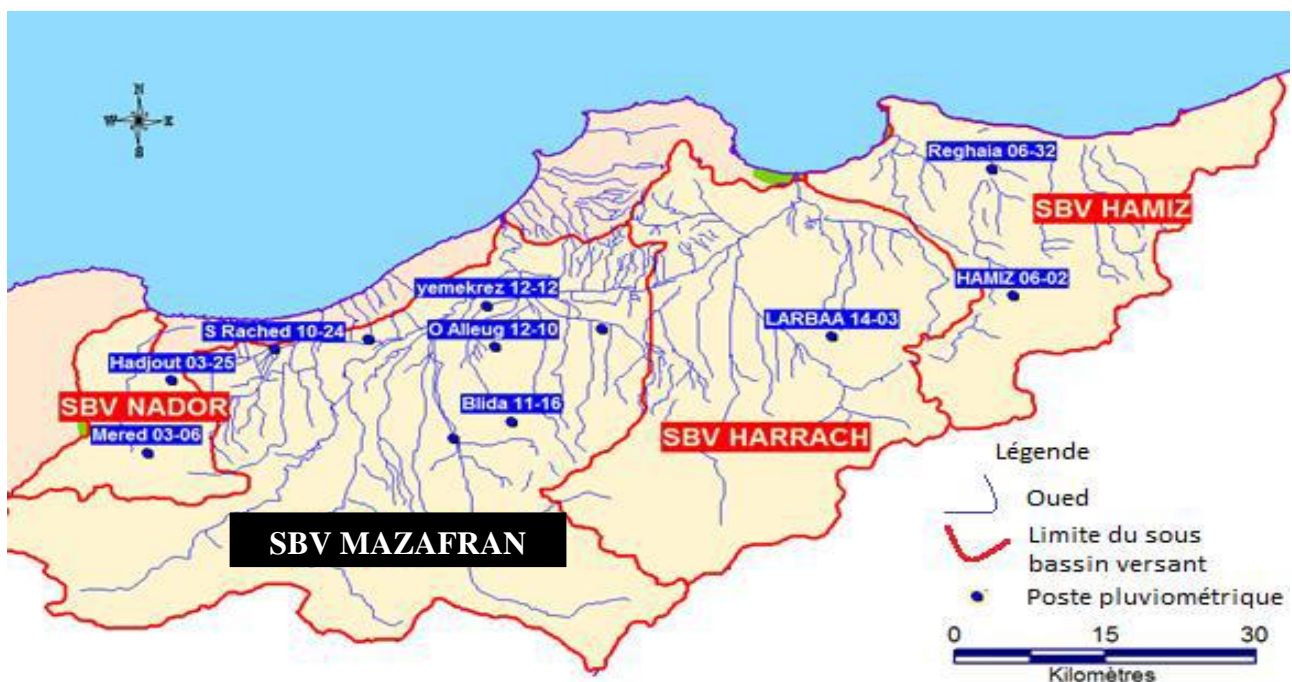 N
W E
S
Reghaia 06-32
SBV HAMIZ
HAMIZ 06-02
yemekrez 12-12
S Rached 10-24
O Alleug 12-10
LARBAA 14-03
Hadjout 03-25
SBV NADOR
Blida 11-16
Mered 03-06
SBV HARRACH
SBV MAZAFRAN
Légende
Oued
Limite du sous
bassin versant
Poste pluviométrique
0 15 30
Kilomètres